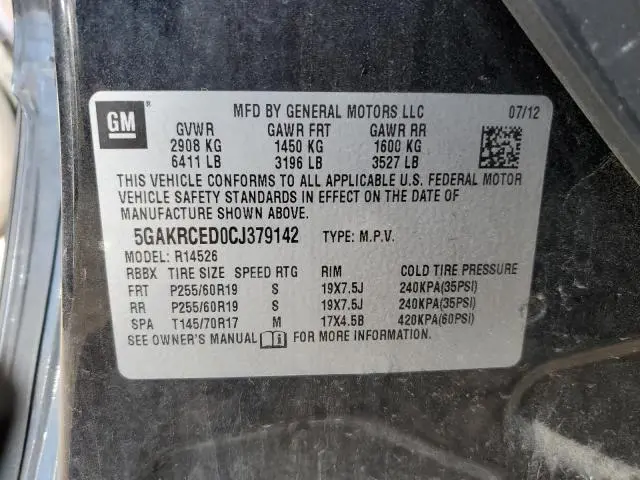 GM
MFD BY GENERAL MOTORS LLC 07/12
GVWR GAWR FRT GAWR RR
2908 KG 1450 KG 1600 KG
6411 LB 3196 LB 3527 LB
THIS VEHICLE CONFORMS TO ALL APPLICABLE U.S. FEDERAL MOTOR
VEHICLE SAFETY STANDARDS IN EFFECT ON THE DATE OF
MANUFACTURE SHOWN ABOVE.
5GAKRCED0CJ379142 TYPE: M.P.V.
MODEL: R14526
RBBX TIRE SIZE SPEED RTG RIM COLD TIRE PRESSURE
FRT P255/60R19 S 19X7.5J 240KPA(35PSI)
RR P255/60R19 S 19X7.5J 240KPA(35PSI)
SPA T145/70R17 M 17X4.5B 420KPA(60PSI)
SEE OWNER'S MANUAL FOR MORE INFORMATION.